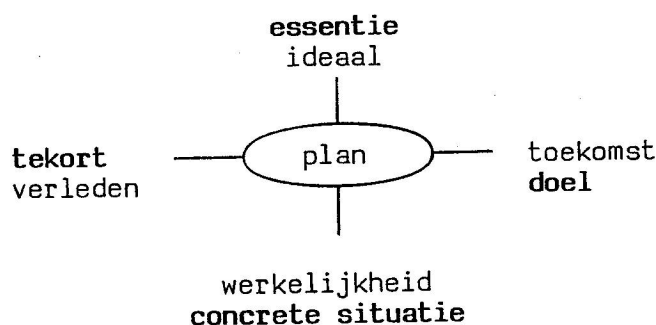 essentie
ideaal
tekort
verleden
plan
toekomst
doel
werkelijkheid
concrete situatie